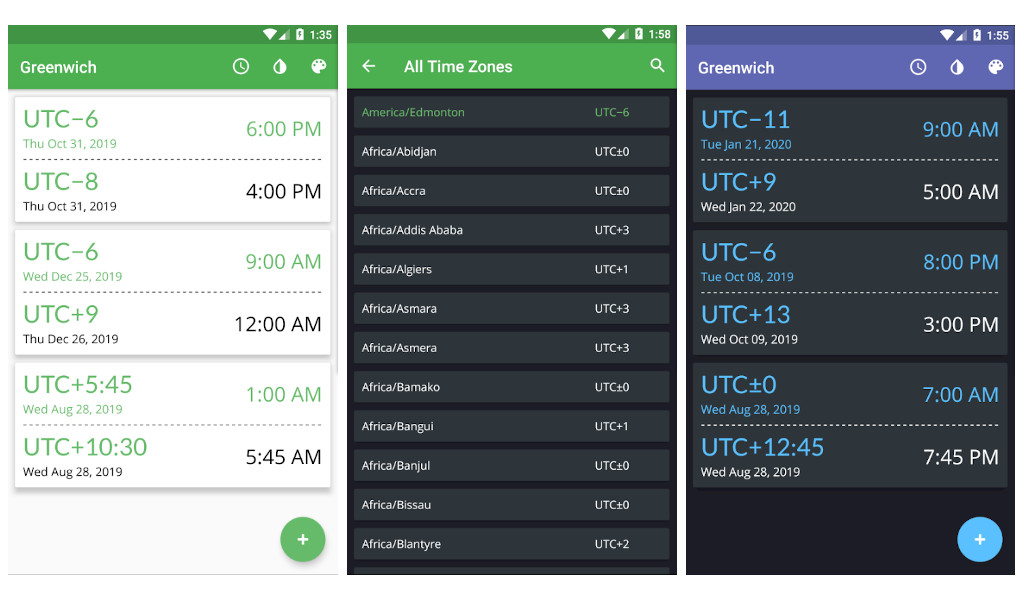 1:35
Greenwich
UTC−6
6:00 PM
Thu Oct 31, 2019
UTC−8
4:00 PM
Thu Oct 31, 2019
UTC−6
9:00 AM
Wed Dec 25, 2019
UTC+9
12:00 AM
Thu Dec 26, 2019
UTC+5:45
1:00 AM
Wed Aug 28, 2019
UTC+10:30
5:45 AM
Wed Aug 28, 2019
1:58
All Time Zones
America/Edmonton UTC−6
Africa/Abidjan UTC±0
Africa/Accra UTC±0
Africa/Addis Ababa UTC+3
Africa/Algiers UTC+1
Africa/Asmara UTC+3
Africa/Asmera UTC+3
Africa/Bamako UTC±0
Africa/Bangui UTC+1
Africa/Banjul UTC±0
Africa/Bissau UTC±0
Africa/Blantyre UTC+2
1:55
Greenwich
UTC−11
9:00 AM
Tue Jan 21, 2020
UTC+9
5:00 AM
Wed Jan 22, 2020
UTC−6
8:00 PM
Tue Oct 08, 2019
UTC+13
3:00 PM
Wed Oct 09, 2019
UTC±0
7:00 AM
Wed Aug 28, 2019
UTC+12:45
7:45 PM
Wed Aug 28, 2019